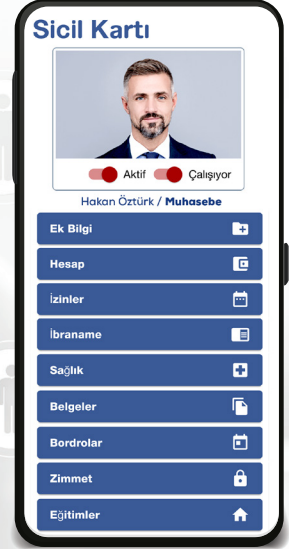 Sicil Kartı
Aktif Çalışıyor
Hakan Öztürk / Muhasebe
Ek Bilgi
Hesap
İzinler
İbraname
Sağlık
Belgeler
Bordrolar
Zimmet
Eğitimler